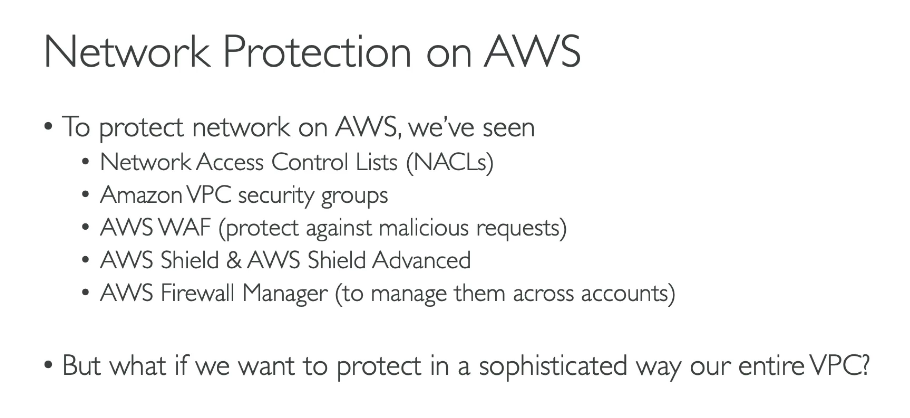 Network Protection on AWS
• To protect network on AWS, we've seen
• Network Access Control Lists (NACLs)
• Amazon VPC security groups
• AWS WAF (protect against malicious requests)
• AWS Shield & AWS Shield Advanced
• AWS Firewall Manager (to manage them across accounts)
• But what if we want to protect in a sophisticated way our entire VPC?